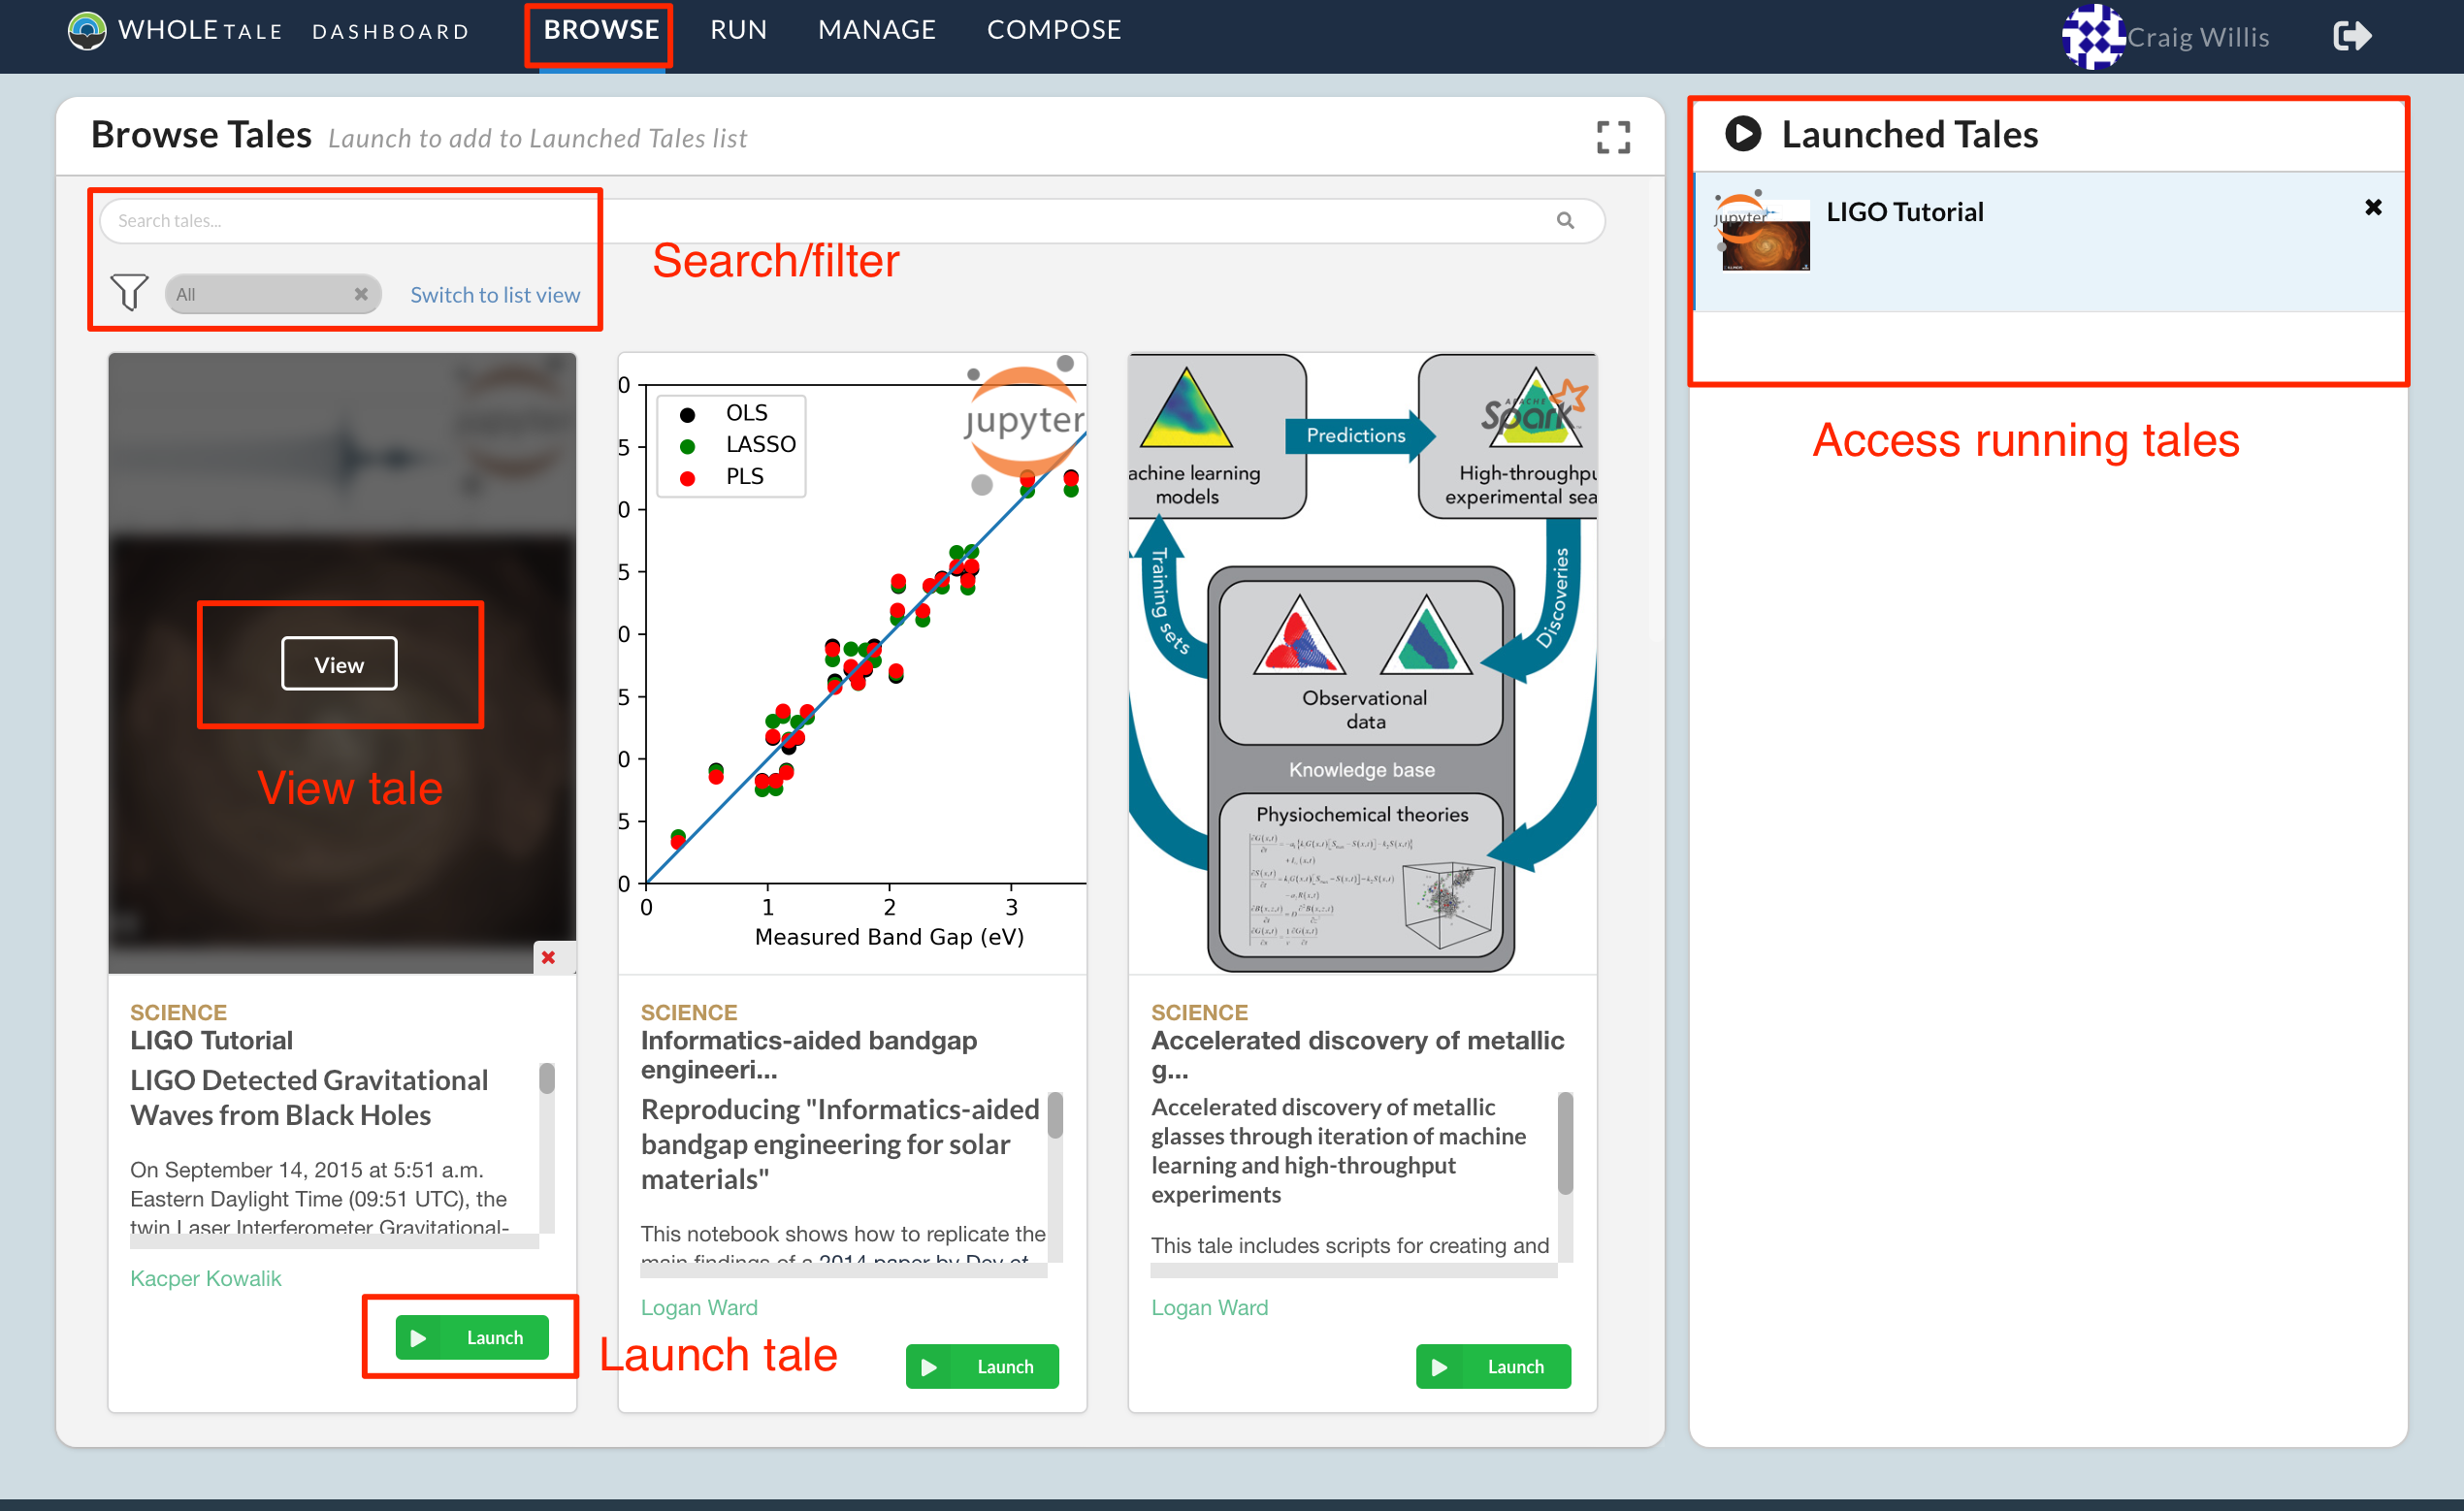 WHOLE TALE DASHBOARD BROWSE RUN MANAGE COMPOSE Craig Willis
Browse Tales Launch to add to Launched Tales list
Search tales...
Search/filter
All Switch to list view
View
View tale
SCIENCE
LIGO Tutorial
LIGO Detected Gravitational
Waves from Black Holes
On September 14, 2015 at 5:51 a.m.
Eastern Daylight Time (09:51 UTC), the
twin Laser Interferometer Gravitational-
Kacper Kowalik
Launch
Launch tale
jupyter
OLS
LASSO
PLS
0
5
0
5
0
5
0
5
0
0 1 2 3
Measured Band Gap (eV)
SCIENCE
Informatics-aided bandgap
engineeri...
Reproducing "Informatics-aided
bandgap engineering for solar
materials"
This notebook shows how to replicate the
main findings of a 2014 paper by Dey et
Logan Ward
Launch
Predictions
APACHE
Spark
achine learning
models
High-throughpu
experimental sea
Training sets
Discoveries
Observational
data
Knowledge base
Physiochemical theories
SCIENCE
Accelerated discovery of metallic
g...
Accelerated discovery of metallic
glasses through iteration of machine
learning and high-throughput
experiments
This tale includes scripts for creating and
Logan Ward
Launch
Launched Tales
jupyter
LIGO Tutorial
Access running tales